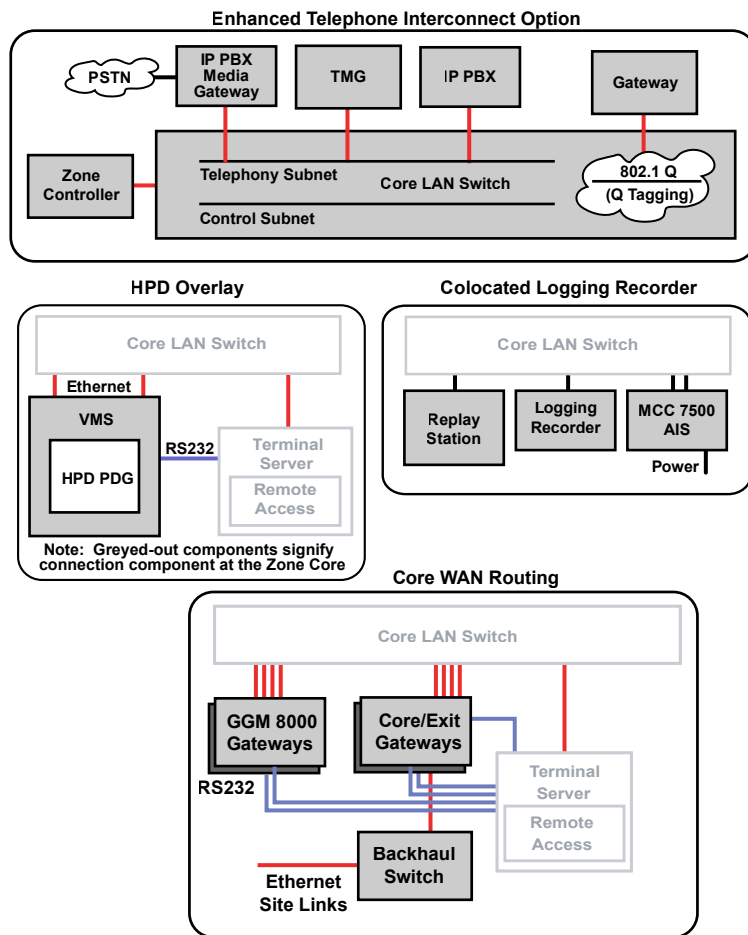 Enhanced Telephone Interconnect Option
PSTN
IP PBX
Media
Gateway
TMG
IP PBX
Gateway
Zone
Controller
Telephony Subnet
Core LAN Switch
Control Subnet
802.1 Q
(Q Tagging)
HPD Overlay
Core LAN Switch
Ethernet
VMS
HPD PDG
RS232
Terminal
Server
Remote
Access
Note: Greyed-out components signify
connection component at the Zone Core
Colocated Logging Recorder
Core LAN Switch
Replay
Station
Logging
Recorder
MCC 7500
AIS
Power
Core WAN Routing
Core LAN Switch
GGM 8000
Gateways
Core/Exit
Gateways
RS232
Terminal
Server
Remote
Access
Backhaul
Switch
Ethernet
Site Links